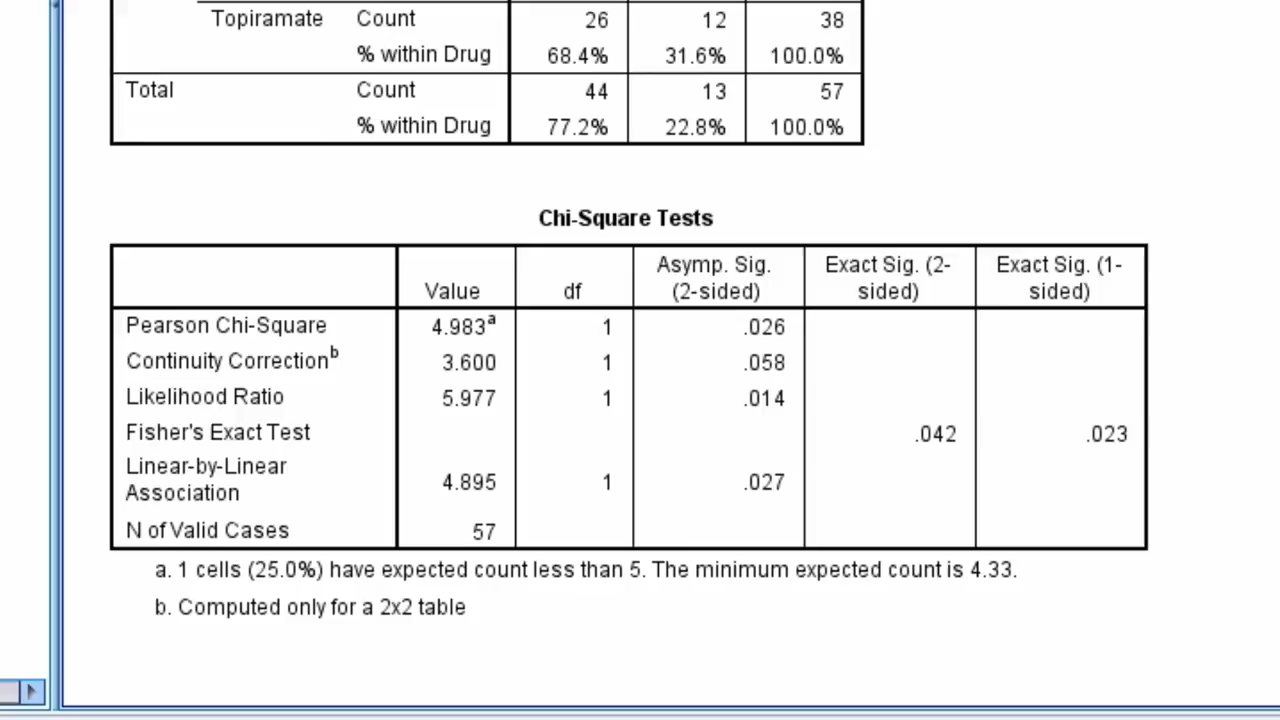 Topiramate Count 26 12 38
% within Drug 68.4% 31.6% 100.0%
Total Count 44 13 57
% within Drug 77.2% 22.8% 100.0%
Chi-Square Tests
Value df Asymp. Sig. (2-sided) Exact Sig. (2-sided) Exact Sig. (1-sided)
Pearson Chi-Square 4.983a 1 .026
Continuity Correctionb 3.600 1 .058
Likelihood Ratio 5.977 1 .014
Fisher's Exact Test .042 .023
Linear-by-Linear
Association 4.895 1 .027
N of Valid Cases 57
a. 1 cells (25.0%) have expected count less than 5. The minimum expected count is 4.33.
b. Computed only for a 2x2 table